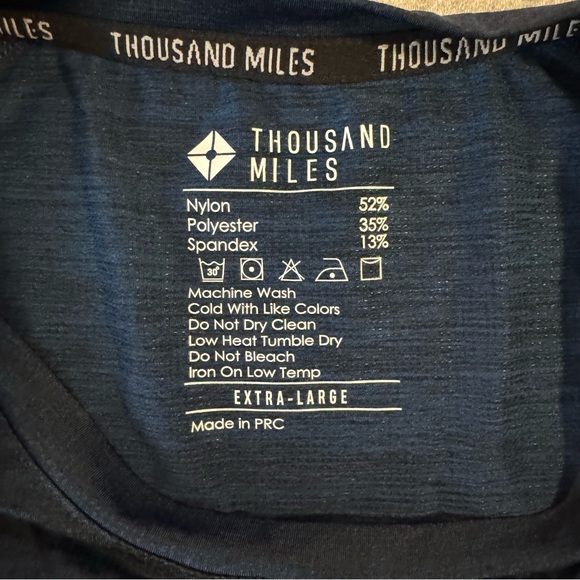 ILES THOUSAND MILES THOUSAND MILE
THOUSAND
MILES
Nylon 52%
Polyester 35%
Spandex 13%
30°
Machine Wash
Cold With Like Colors
Do Not Dry Clean
Low Heat Tumble Dry
Do Not Bleach
Iron On Low Temp
EXTRA-LARGE
Made in PRC